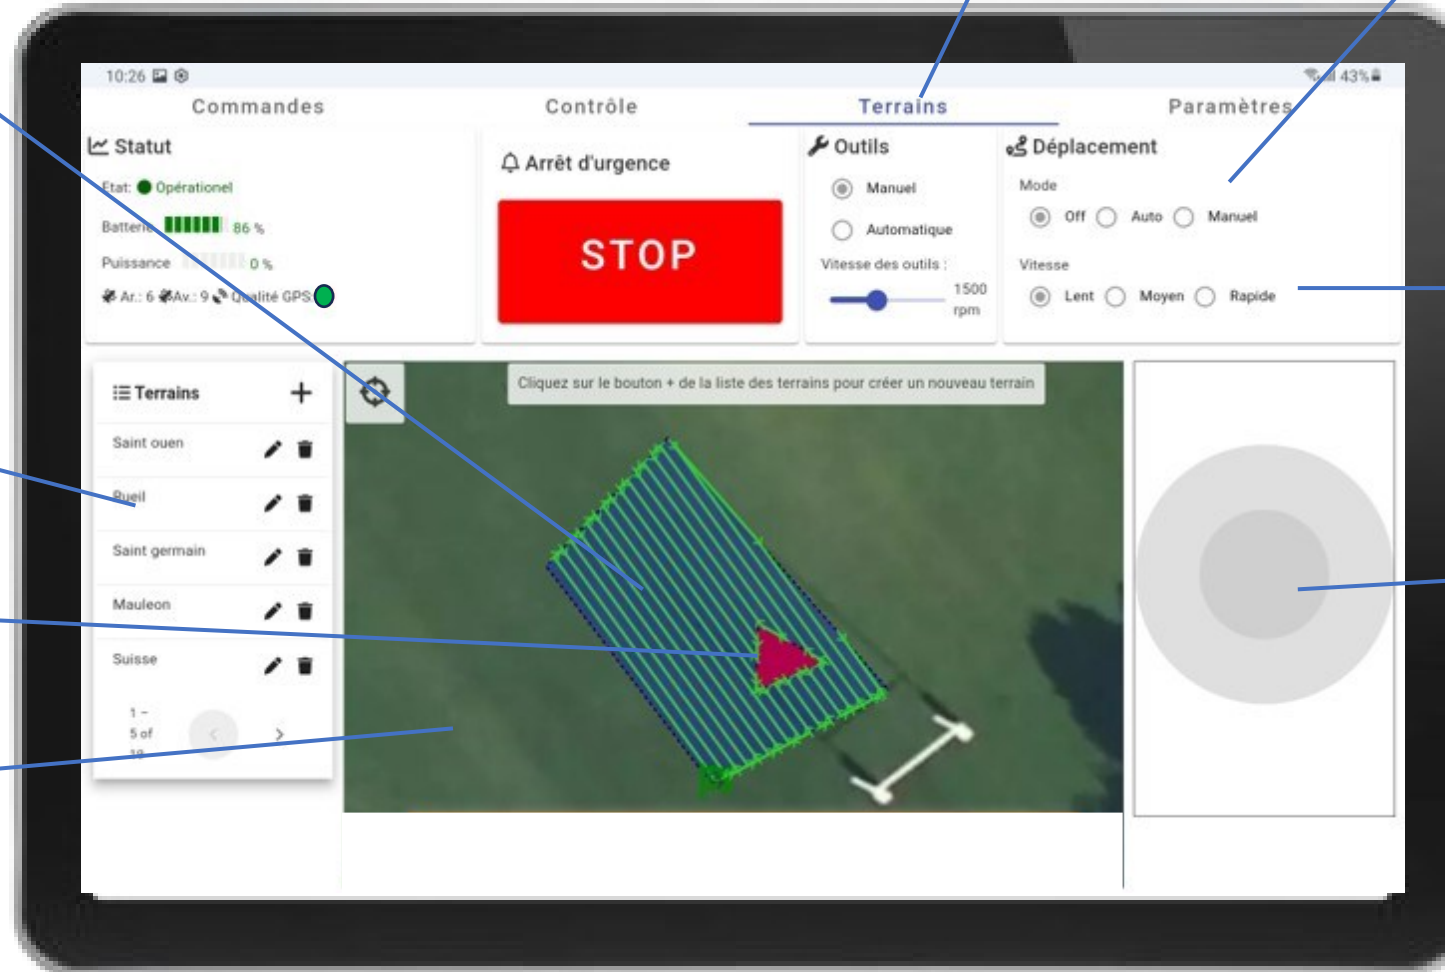 10:26
43%
Commandes
Contrôle
Terrains
Paramètres
Statut
Etat: Opérationel
Batterie 86 %
Puissance 0 %
Ar.: 6 Av.: 9 Qualité GPS:
Arrêt d'urgence
STOP
Outils
Manuel
Automatique
Vitesse des outils :
1500
rpm
Déplacement
Mode
Off Auto Manuel
Vitesse
Lent Moyen Rapide
Terrains +
Saint ouen
Rueil
Saint germain
Mauleon
Suisse
1 –
5 of
Cliquez sur le bouton + de la liste des terrains pour créer un nouveau terrain